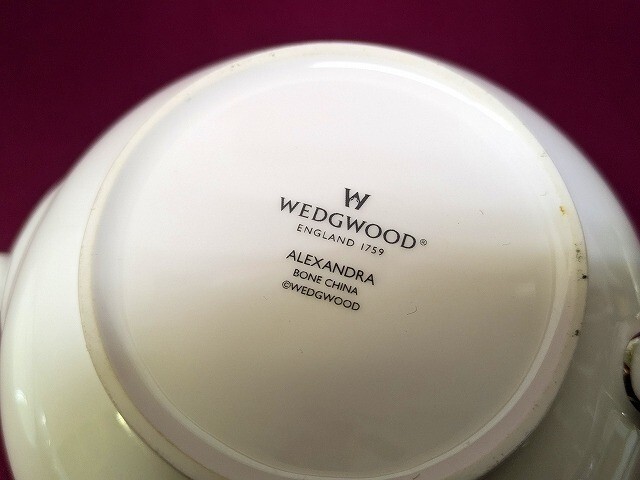 W
WEDGWOOD®
ENGLAND 1759
ALEXANDRA
BONE CHINA
©WEDGWOOD